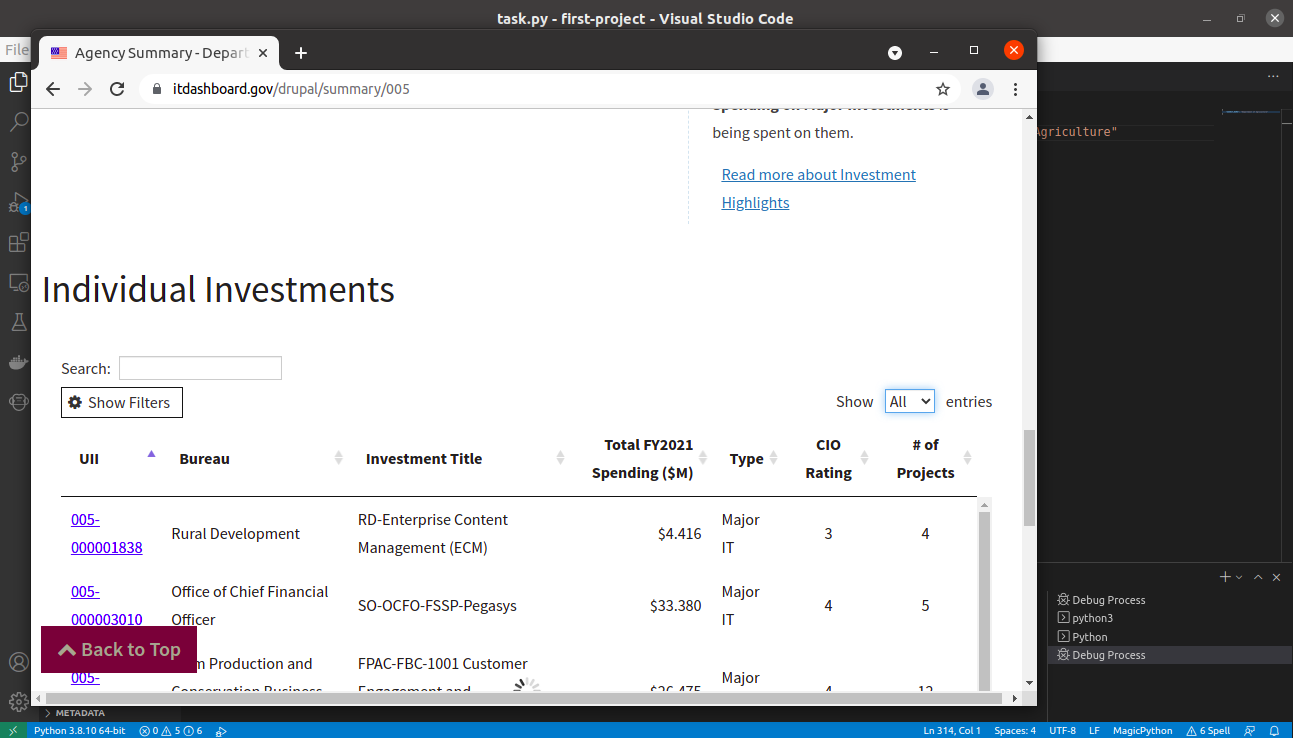 task.py - first-project - Visual Studio Code
File
Agency Summary - Depart
itdashboard.gov/drupal/summary/005
Spending on Major Investments is
being spent on them.
Read more about Investment
Highlights
Agriculture"
Individual Investments
Search:
Show Filters
Show All entries
UII Bureau Investment Title Total FY2021 Spending ($M) Type CIO Rating # of Projects
005-000001838 Rural Development RD-Enterprise Content Management (ECM) $4.416 Major IT 3 4
005-000003010 Office of Chief Financial Officer SO-OCFO-FSSP-Pegasys $33.380 Major IT 4 5
005- Production and Conservation Business FPAC-FBC-1001 Customer Engagement and $26.475 Major 4 12
Back to Top
Debug Process
python3
Python
Debug Process
1
METADATA
Python 3.8.10 64-bit 0 5 6 Ln 314, Col 1 Spaces: 4 UTF-8 LF MagicPython 6 Spell